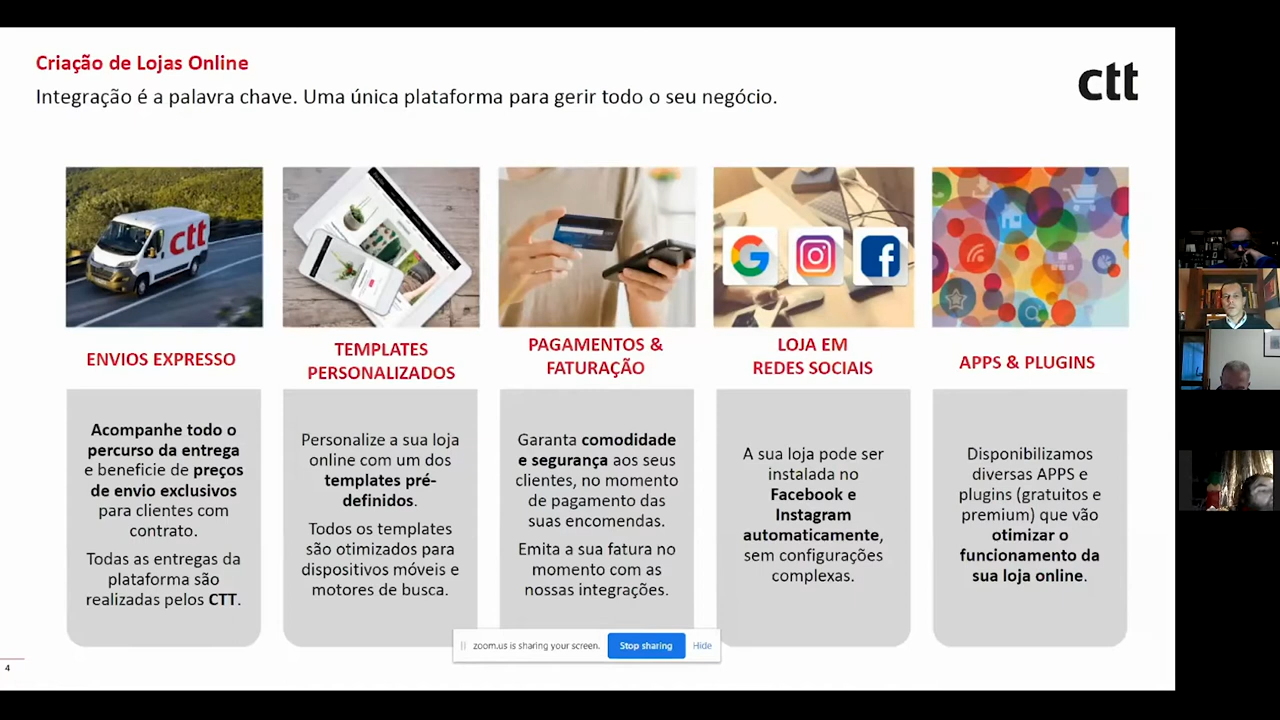 Criação de Lojas Online
Integração é a palavra chave. Uma única plataforma para gerir todo o seu negócio.
ctt
ctt
ENVIOS EXPRESSO
Acompanhe todo o
percurso da entrega
e beneficie de preços
de envio exclusivos
para clientes com
contrato.
Todas as entregas da
plataforma são
realizadas pelos CTT.
TEMPLATES
PERSONALIZADOS
Personalize a sua loja
online com um dos
templates pré-
definidos.
Todos os templates
são otimizados para
dispositivos móveis e
motores de busca.
PAGAMENTOS &
FATURAÇÃO
Garanta comodidade
e segurança aos seus
clientes, no momento
de pagamento das
suas encomendas.
Emita a sua fatura no
momento com as
nossas integrações.
LOJA EM
REDES SOCIAIS
A sua loja pode ser
instalada no
Facebook e
Instagram
automaticamente,
sem configurações
complexas.
APPS & PLUGINS
Disponibilizamos
diversas APPS e
plugins (gratuitos e
premium) que vão
otimizar o
funcionamento da
sua loja online.
zoom.us is sharing your screen. Stop sharing Hide
4